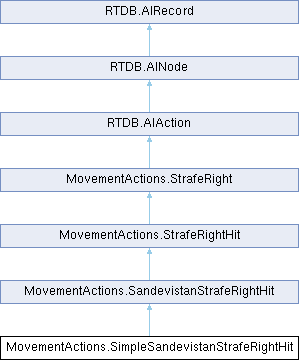 RTDB.AIRecord
RTDB.AINode
RTDB.AIAction
MovementActions.StrafeRight
MovementActions.StrafeRightHit
MovementActions.SandevistanStrafeRightHit
MovementActions.SimpleSandevistanStrafeRightHit